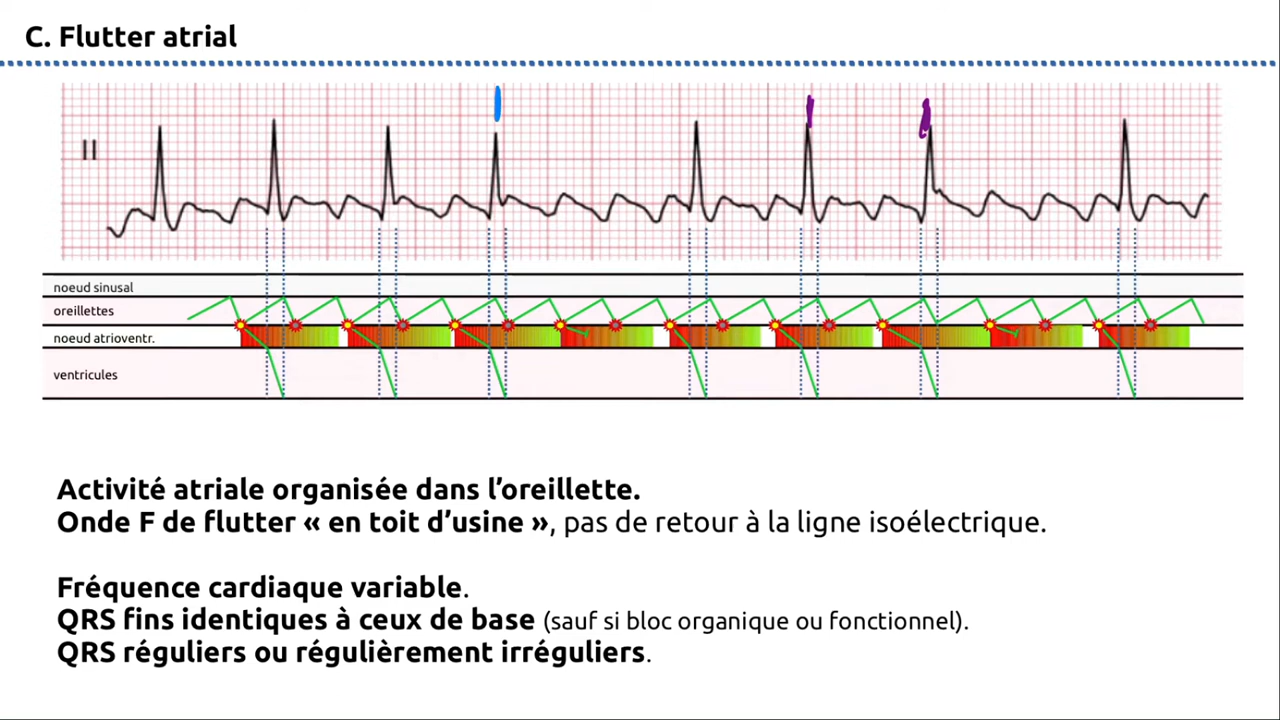 C. Flutter atrial
II
noeud sinusal
oreillettes
noeud atrioventr.
ventricules
Activité atriale organisée dans l’oreillette.
Onde F de flutter « en toit d’usine », pas de retour à la ligne isoélectrique.
Fréquence cardiaque variable.
QRS fins identiques à ceux de base (sauf si bloc organique ou fonctionnel).
QRS réguliers ou régulièrement irréguliers.